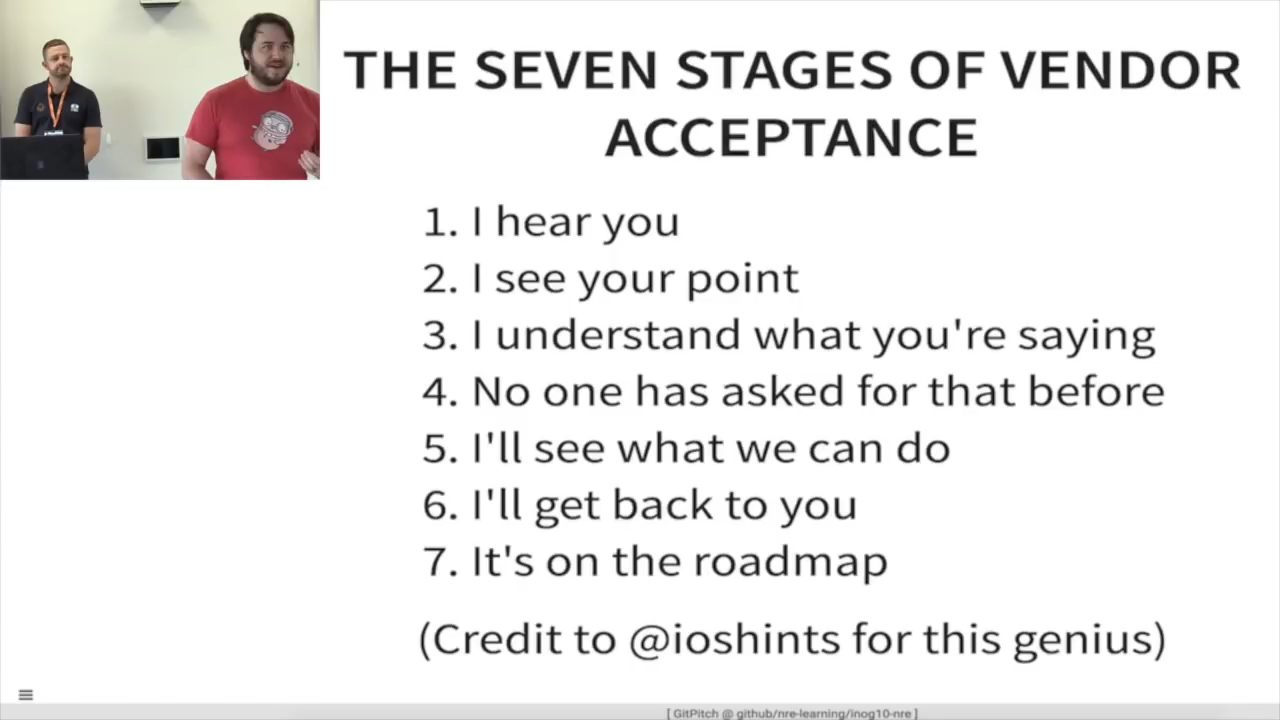 THE SEVEN STAGES OF VENDOR
ACCEPTANCE
1. I hear you
2. I see your point
3. I understand what you're saying
4. No one has asked for that before
5. I'll see what we can do
6. I'll get back to you
7. It's on the roadmap
(Credit to @ioshints for this genius)
[ GitPitch @ github/nre-learning/inog10-nre ]